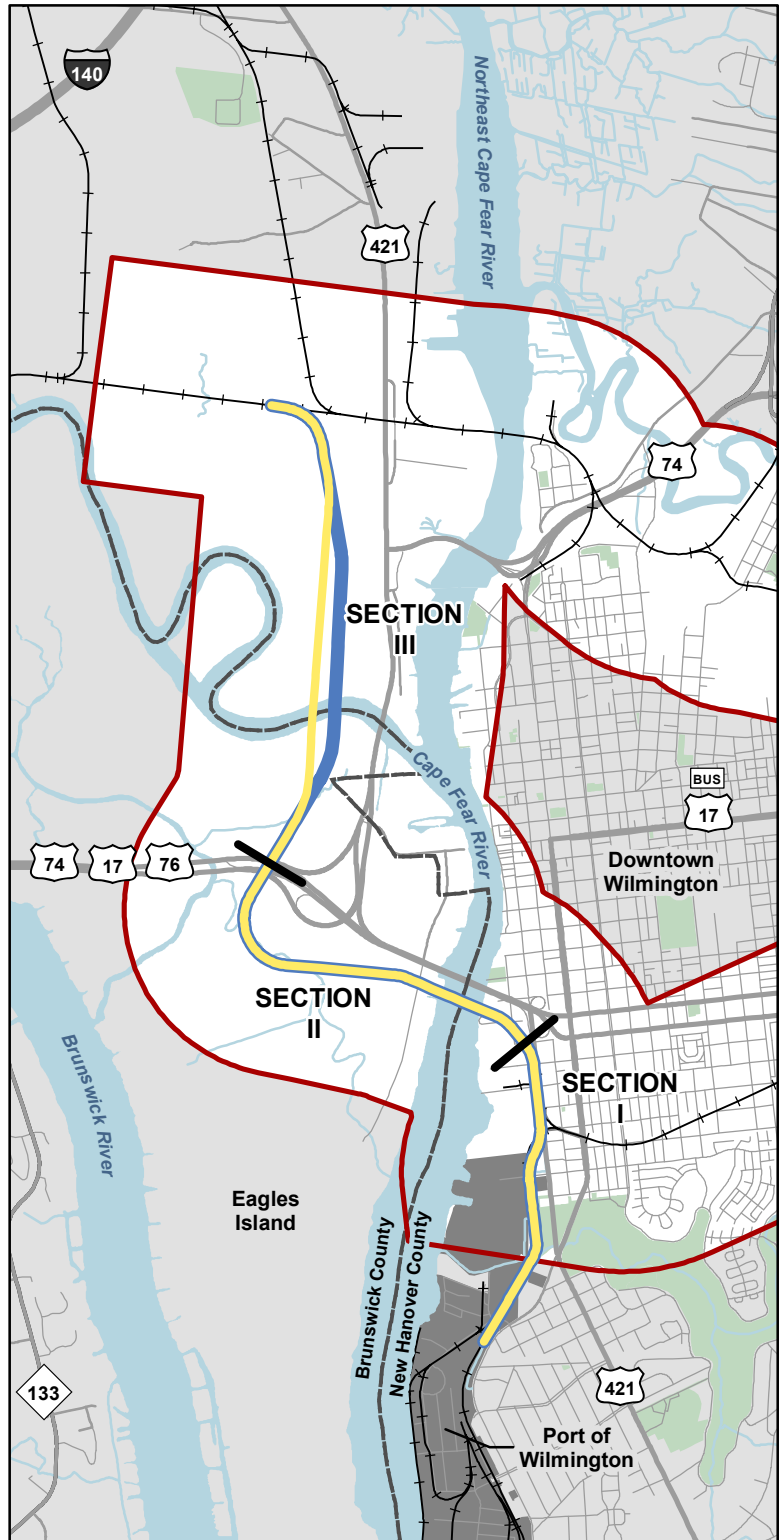 140
Northeast Cape Fear River
421
74
SECTION
III
Cape Fear River
BUS
17
74
17
76
Downtown
Wilmington
SECTION
II
SECTION
I
Brunswick River
Eagles
Island
Brunswick County
New Hanover County
133
421
Port of
Wilmington